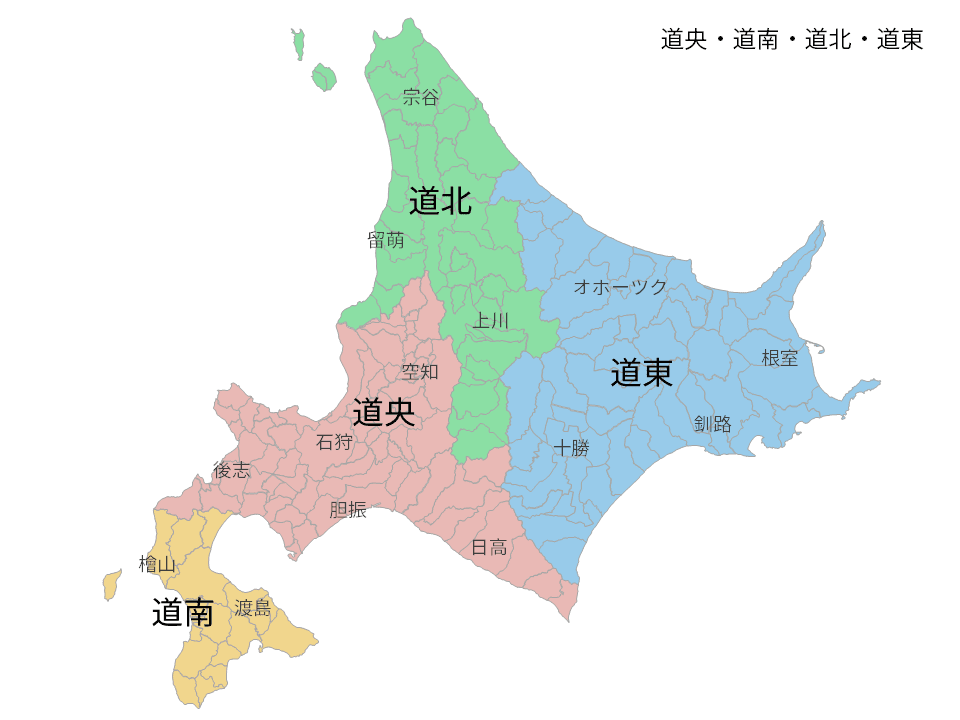 道央・道南・道北・道東
宗谷
道北
留萌
オホーツク
上川
根室
空知
道東
道央
釧路
石狩
十勝
後志
胆振
日高
檜山
渡島
道南